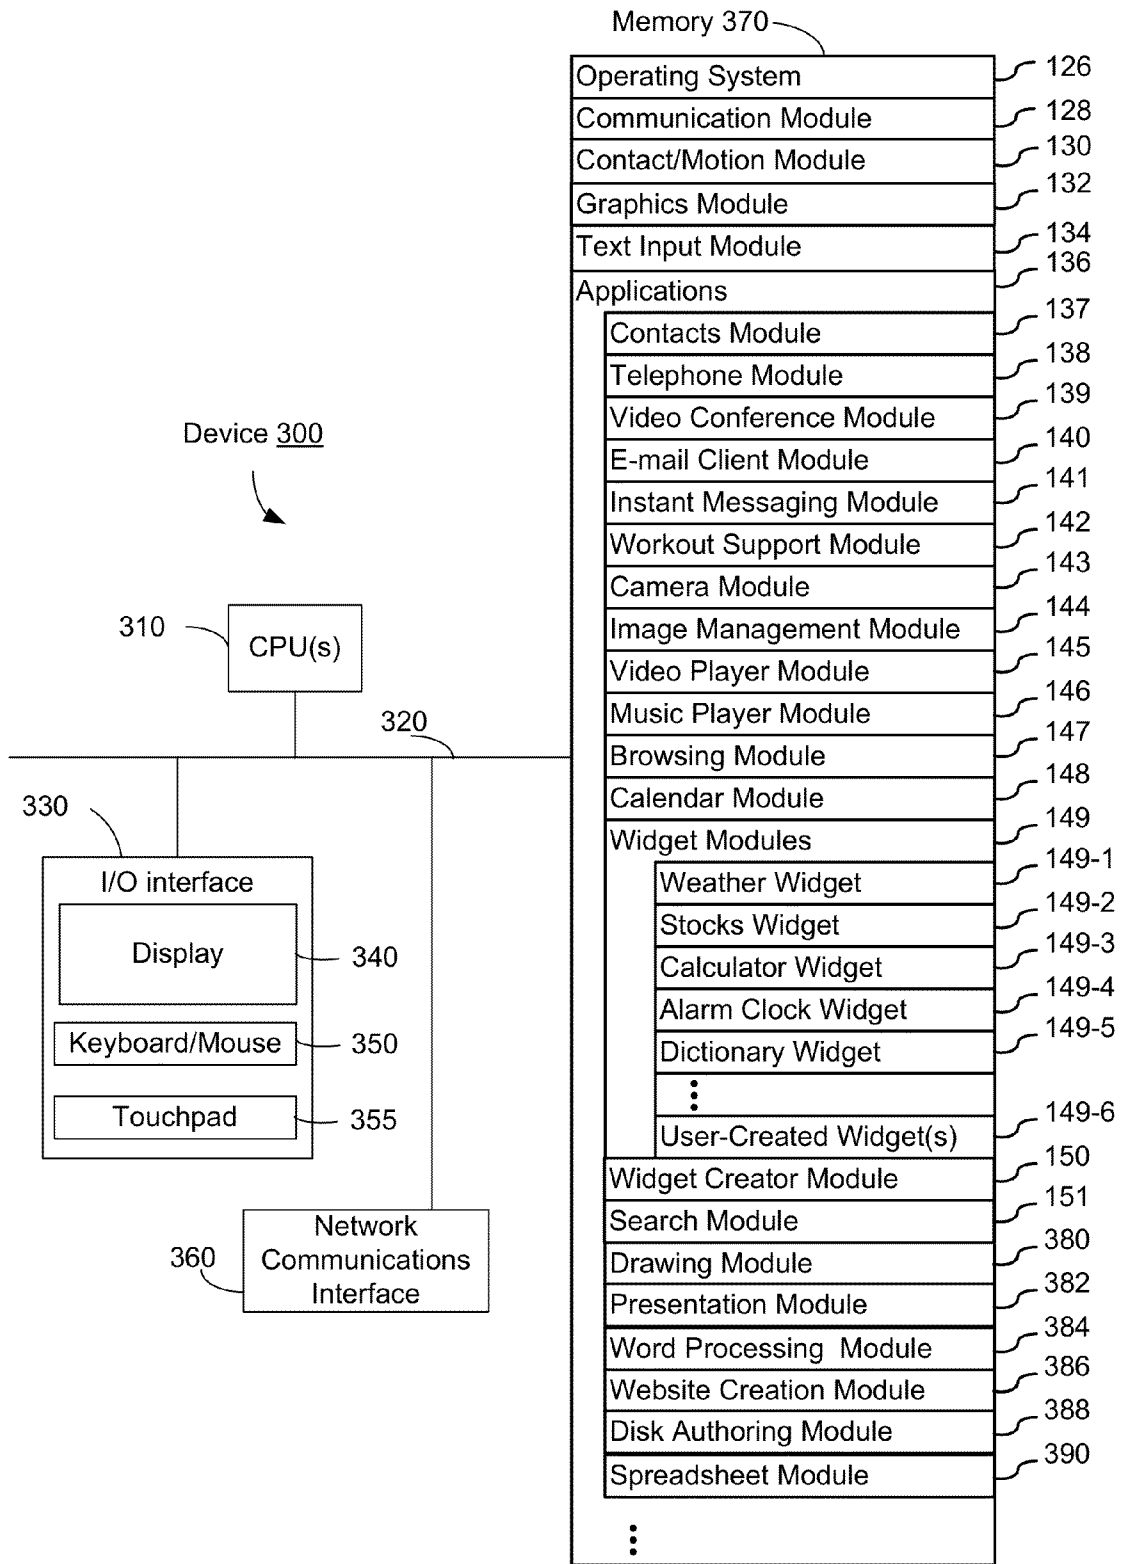 Memory 370
Operating System 126
Communication Module 128
Contact/Motion Module 130
Graphics Module 132
Text Input Module 134
Applications 136
Contacts Module 137
Telephone Module 138
Video Conference Module 139
E-mail Client Module 140
Instant Messaging Module 141
Workout Support Module 142
Camera Module 143
Image Management Module 144
Video Player Module 145
Music Player Module 146
Browsing Module 147
Calendar Module 148
Widget Modules 149
Weather Widget 149-1
Stocks Widget 149-2
Calculator Widget 149-3
Alarm Clock Widget 149-4
Dictionary Widget 149-5
User-Created Widget(s) 149-6
Widget Creator Module 150
Search Module 151
Drawing Module 380
Presentation Module 382
Word Processing Module 384
Website Creation Module 386
Disk Authoring Module 388
Spreadsheet Module 390
Device 300
310 CPU(s)
320
330
I/O interface
Display 340
Keyboard/Mouse 350
Touchpad 355
Network
360 Communications
Interface